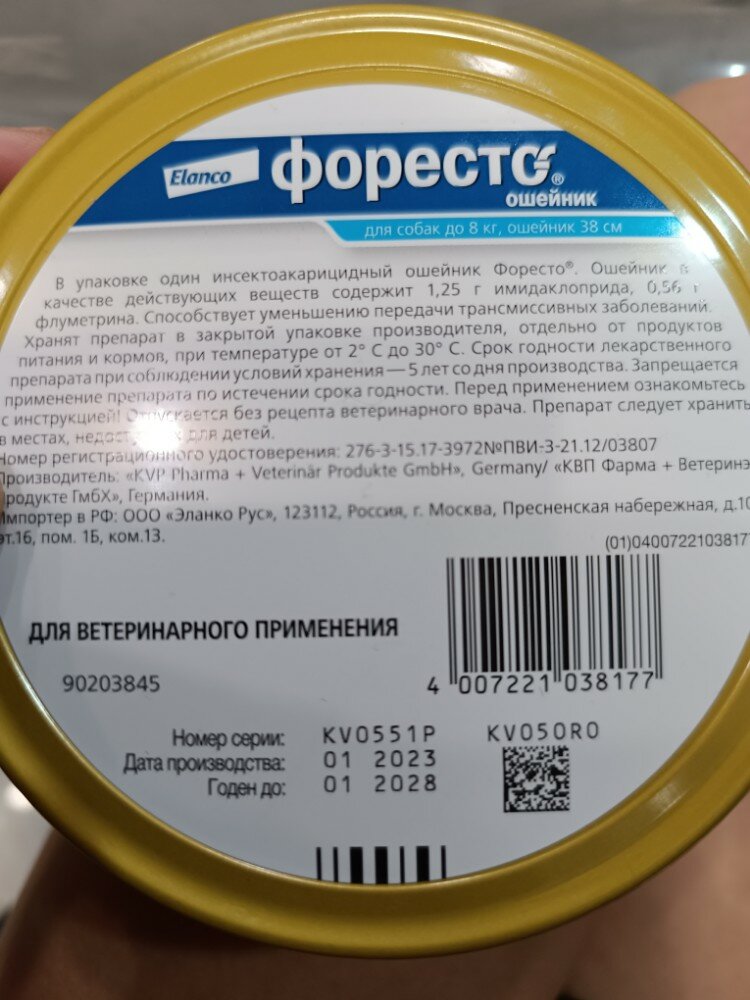 Elanco
форесто®
ошейник
для собак до 8 кг, ошейник 38 см
В упаковке один инсектоакарицидный ошейник Форесто®. Ошейник в
качестве действующих веществ содержит 1,25 г имидаклоприда, 0,56 г
флуметрина. Способствует уменьшению передачи трансмиссивных заболеваний.
Хранят препарат в закрытой упаковке производителя, отдельно от продуктов
питания и кормов, при температуре от 2° С до 30° С. Срок годности лекарственного
препарата при соблюдении условий хранения — 5 лет со дня производства. Запрещается
применение препарата по истечении срока годности. Перед применением ознакомьтесь
с инструкцией! Отпускается без рецепта ветеринарного врача. Препарат следует хранить
в местах, для детей.
Номер регистрационного удостоверения: 276-3-15.17-3972№ПВИ-3-21.12/03807
Производитель: «KVP Pharma + Veterinär Produkte GmbH», Germany/ «КВП Фарма + Ветеринэ
продукте ГмбХ», Германия.
Импортер в РФ: ООО «Эланко Рус», 123112, Россия, г. Москва, Пресненская набережная, д.10
эт.16, пом. 1Б, ком.13.
(01)0400722103817
ДЛЯ ВЕТЕРИНАРНОГО ПРИМЕНЕНИЯ
4 007221 038177
90203845
Номер серии: KV0551P KV050R0
Дата производства: 01 2023
Годен до: 01 2028